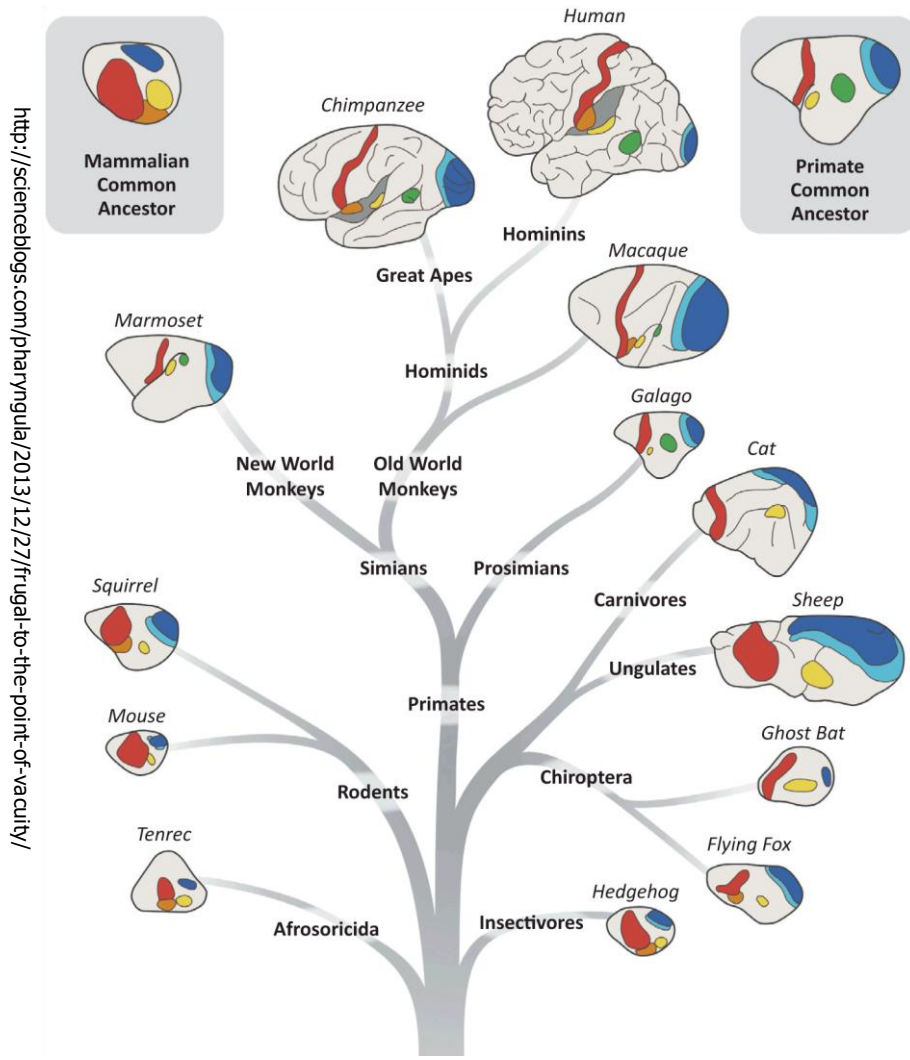 http://scienceblogs.com/pharyngula/2013/12/27/frugal-to-the-point-of-vacuity/
Mammalian
Common
Ancestor
Human
Chimpanzee
Primate
Common
Ancestor
Hominins
Great Apes
Macaque
Marmoset
Hominids
Galago
New World
Monkeys
Old World
Monkeys
Cat
Simians
Prosimians
Squirrel
Carnivores
Sheep
Ungulates
Primates
Mouse
Ghost Bat
Chiroptera
Rodents
Tenrec
Flying Fox
Hedgehog
Afrosoricida
Insectivores